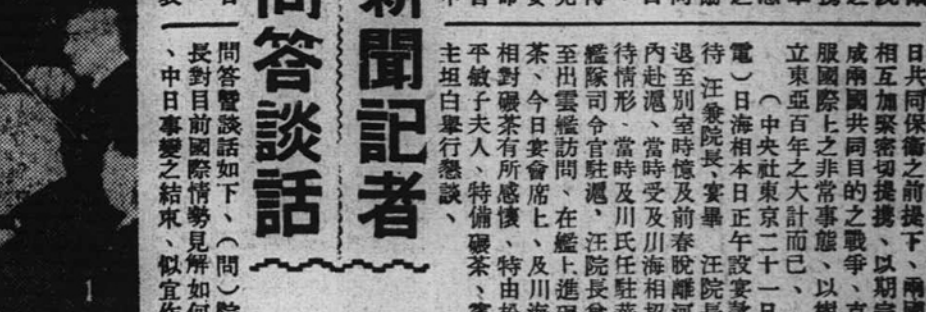 日共同保衛之前提下、兩國
相互加緊密切提攜、以期完
成兩國共同目的之戰爭、克
服國際上之非常事態、以樹
立東亞百年之大計而已、
（中央社東京二十一日
電）日海相本日正午設宴款
待　汪兼院長、宴畢　汪院長
退至別室時憶及前春脫離河
內赴滬、當時受及川海相招
待情形、當時及川氏任駐華
艦隊司令官駐滬、汪院長曾
至出雲艦訪問、在艦上進
茶、今日宴會席上、及川海
相對碾茶有所感懷、特由松
平敏子夫人、特備碾茶、賓
主坦白舉行懇談、
新聞記者
問答談話
問答暨談話如下、（問）院
長對目前國際情勢見解如何
、中日事變之結束、似宜作